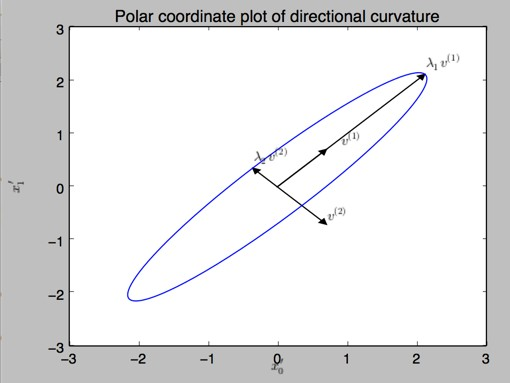 Polar coordinate plot of directional curvature
3
2
1
0
−1
−2
−3
−3
−2
−1
0
1
2
3
x′₁
x′₀
λ₁ v⁽¹⁾
v⁽¹⁾
λ₂ v⁽²⁾
v⁽²⁾